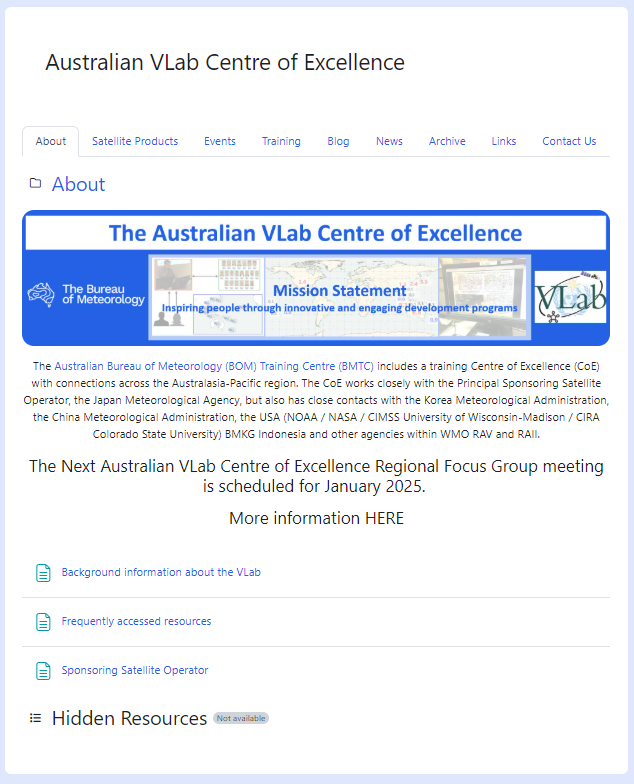 Australian VLab Centre of Excellence
About Satellite Products Events Training Blog News Archive Links Contact Us
About
The Australian VLab Centre of Excellence
The Bureau
of Meteorology
Mission Statement
Inspiring people through innovative and engaging development programs
VLab
The Australian Bureau of Meteorology (BOM) Training Centre (BMTC) includes a training Centre of Excellence (CoE)
with connections across the Australasia-Pacific region. The CoE works closely with the Principal Sponsoring Satellite
Operator, the Japan Meteorological Agency, but also has close contacts with the Korea Meteorological Administration,
the China Meteorological Administration, the USA (NOAA / NASA / CIMSS University of Wisconsin-Madison / CIRA
Colorado State University) BMKG Indonesia and other agencies within WMO RAV and RAII.
The Next Australian VLab Centre of Excellence Regional Focus Group meeting
is scheduled for January 2025.
More information HERE
Background information about the VLab
Frequently accessed resources
Sponsoring Satellite Operator
Hidden Resources Not available